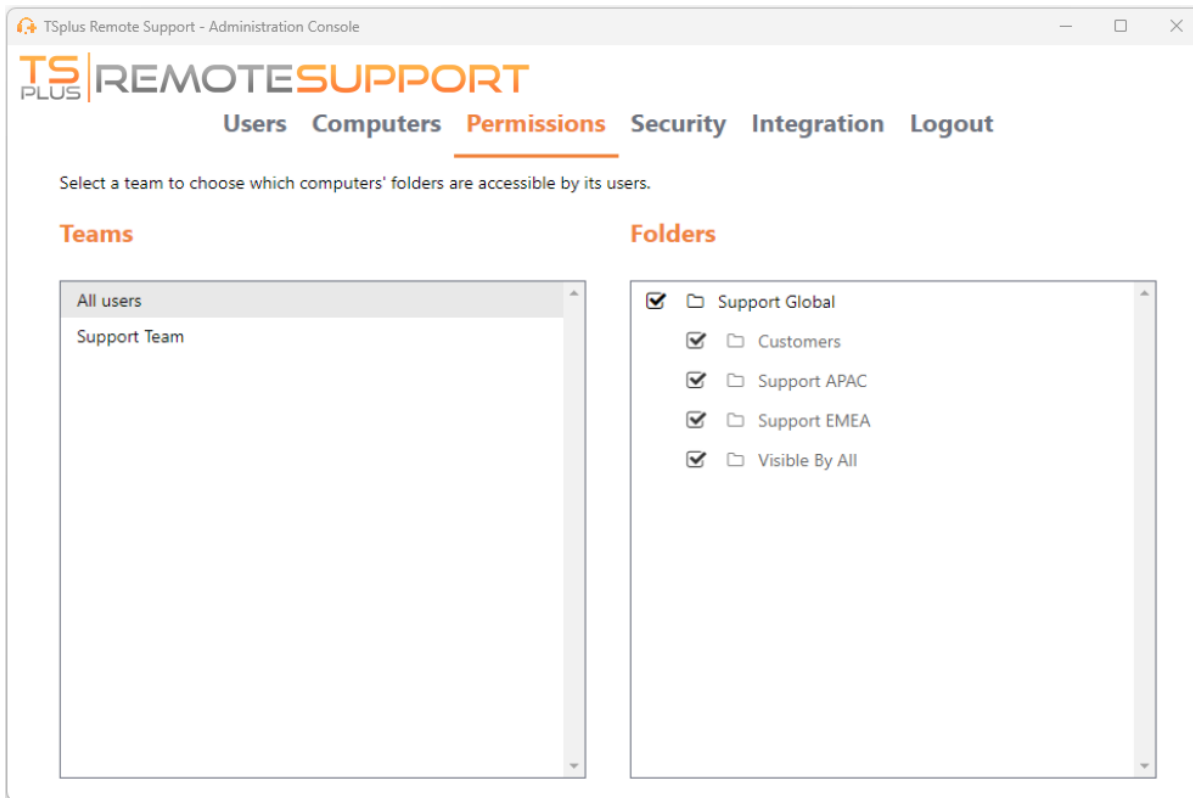 TSplus Remote Support - Administration Console
TS PLUS REMOTESUPPORT
Users Computers Permissions Security Integration Logout
Select a team to choose which computers' folders are accessible by its users.
Teams
Folders
All users
Support Team
Support Global
Customers
Support APAC
Support EMEA
Visible By All